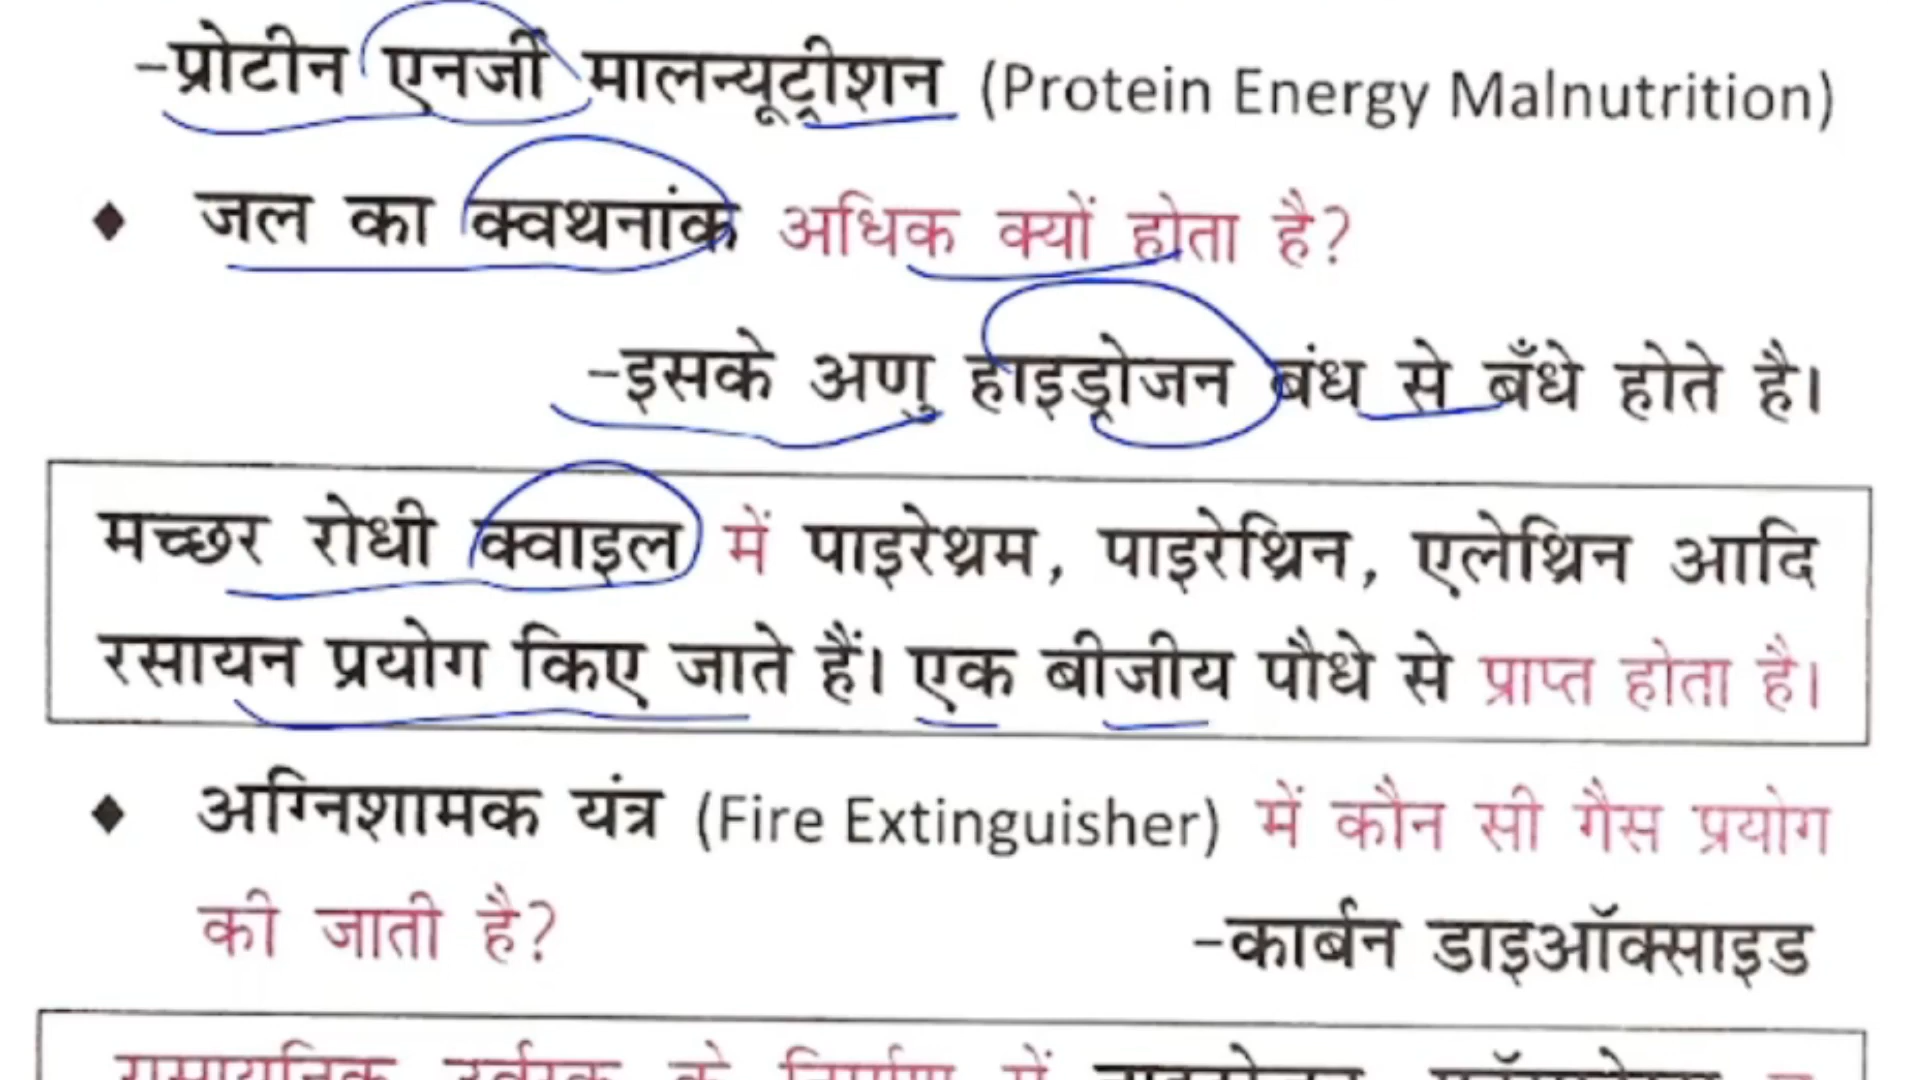 -प्रोटीन एनर्जी मालन्यूट्रीशन (Protein Energy Malnutrition)
♦ जल का क्वथनांक अधिक क्यों होता है?
-इसके अणु हाइड्रोजन बंध से बँधे होते है।
मच्छर रोधी क्वाइल में पाइरेथ्रम, पाइरेथ्रिन, एलेथ्रिन आदि
रसायन प्रयोग किए जाते हैं। एक बीजीय पौधे से प्राप्त होता है।
♦ अग्निशामक यंत्र (Fire Extinguisher) में कौन सी गैस प्रयोग
की जाती है?
-कार्बन डाइऑक्साइड